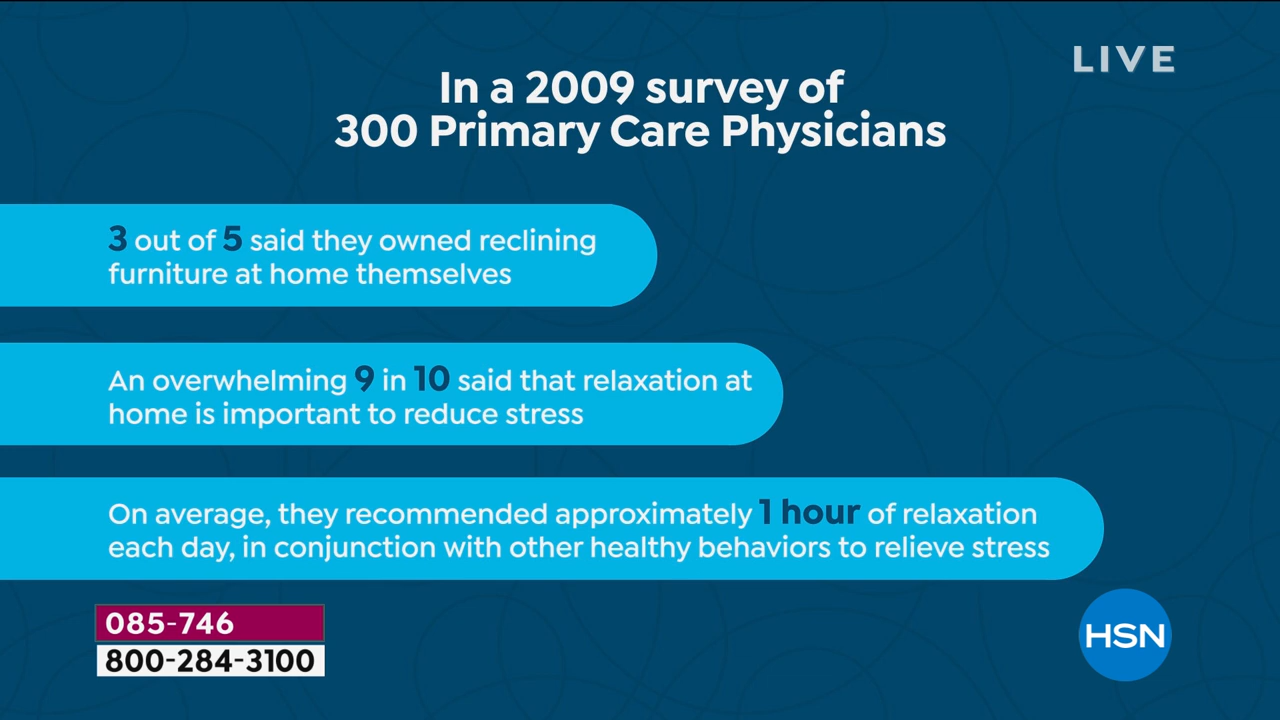 LIVE
In a 2009 survey of
300 Primary Care Physicians
3 out of 5 said they owned reclining
furniture at home themselves
An overwhelming 9 in 10 said that relaxation at
home is important to reduce stress
On average, they recommended approximately 1 hour of relaxation
each day, in conjunction with other healthy behaviors to relieve stress
085-746
800-284-3100
HSN